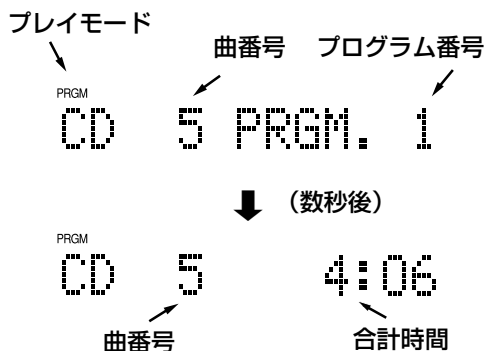 プレイモード
曲番号 プログラム番号
PRGM
CD 5 PRGM. 1
(数秒後)
PRGM
CD 5 4:06
曲番号 合計時間